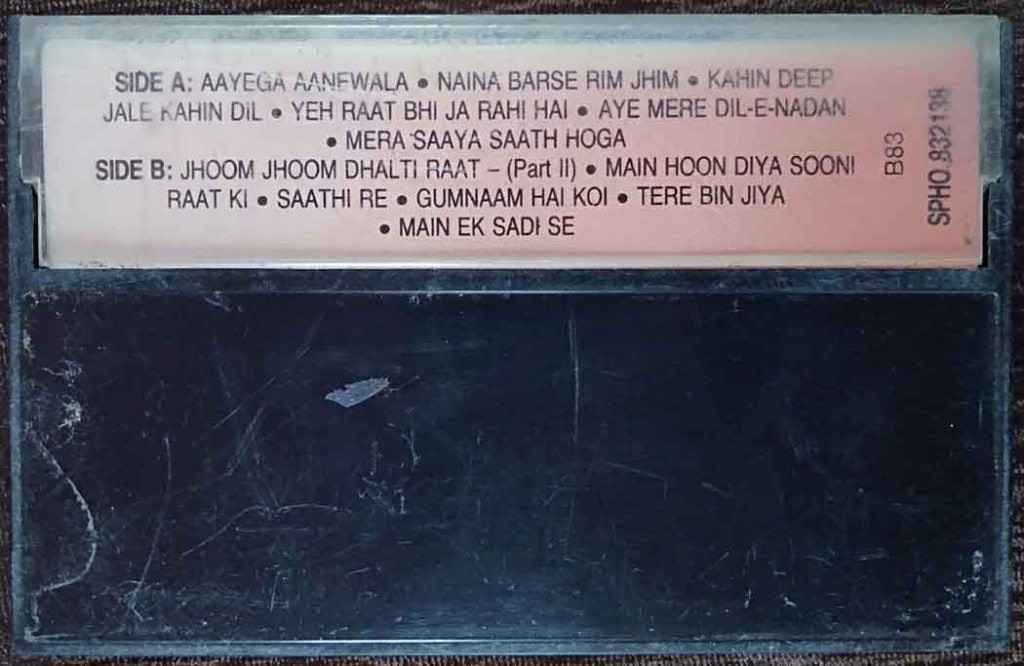 SIDE A: AAYEGA AANEWALA • NAINA BARSE RIM JHIM • KAHIN DEEP
JALE KAHIN DIL • YEH RAAT BHI JA RAHI HAI • AYE MERE DIL-E-NADAN
• MERA SAAYA SAATH HOGA
SIDE B: JHOOM JHOOM DHALTI RAAT – (Part II) • MAIN HOON DIYA SOONI
RAAT KI • SAATHI RE • GUMNAAM HAI KOI • TERE BIN JIYA
• MAIN EK SADI SE
B83
SPHO 832138